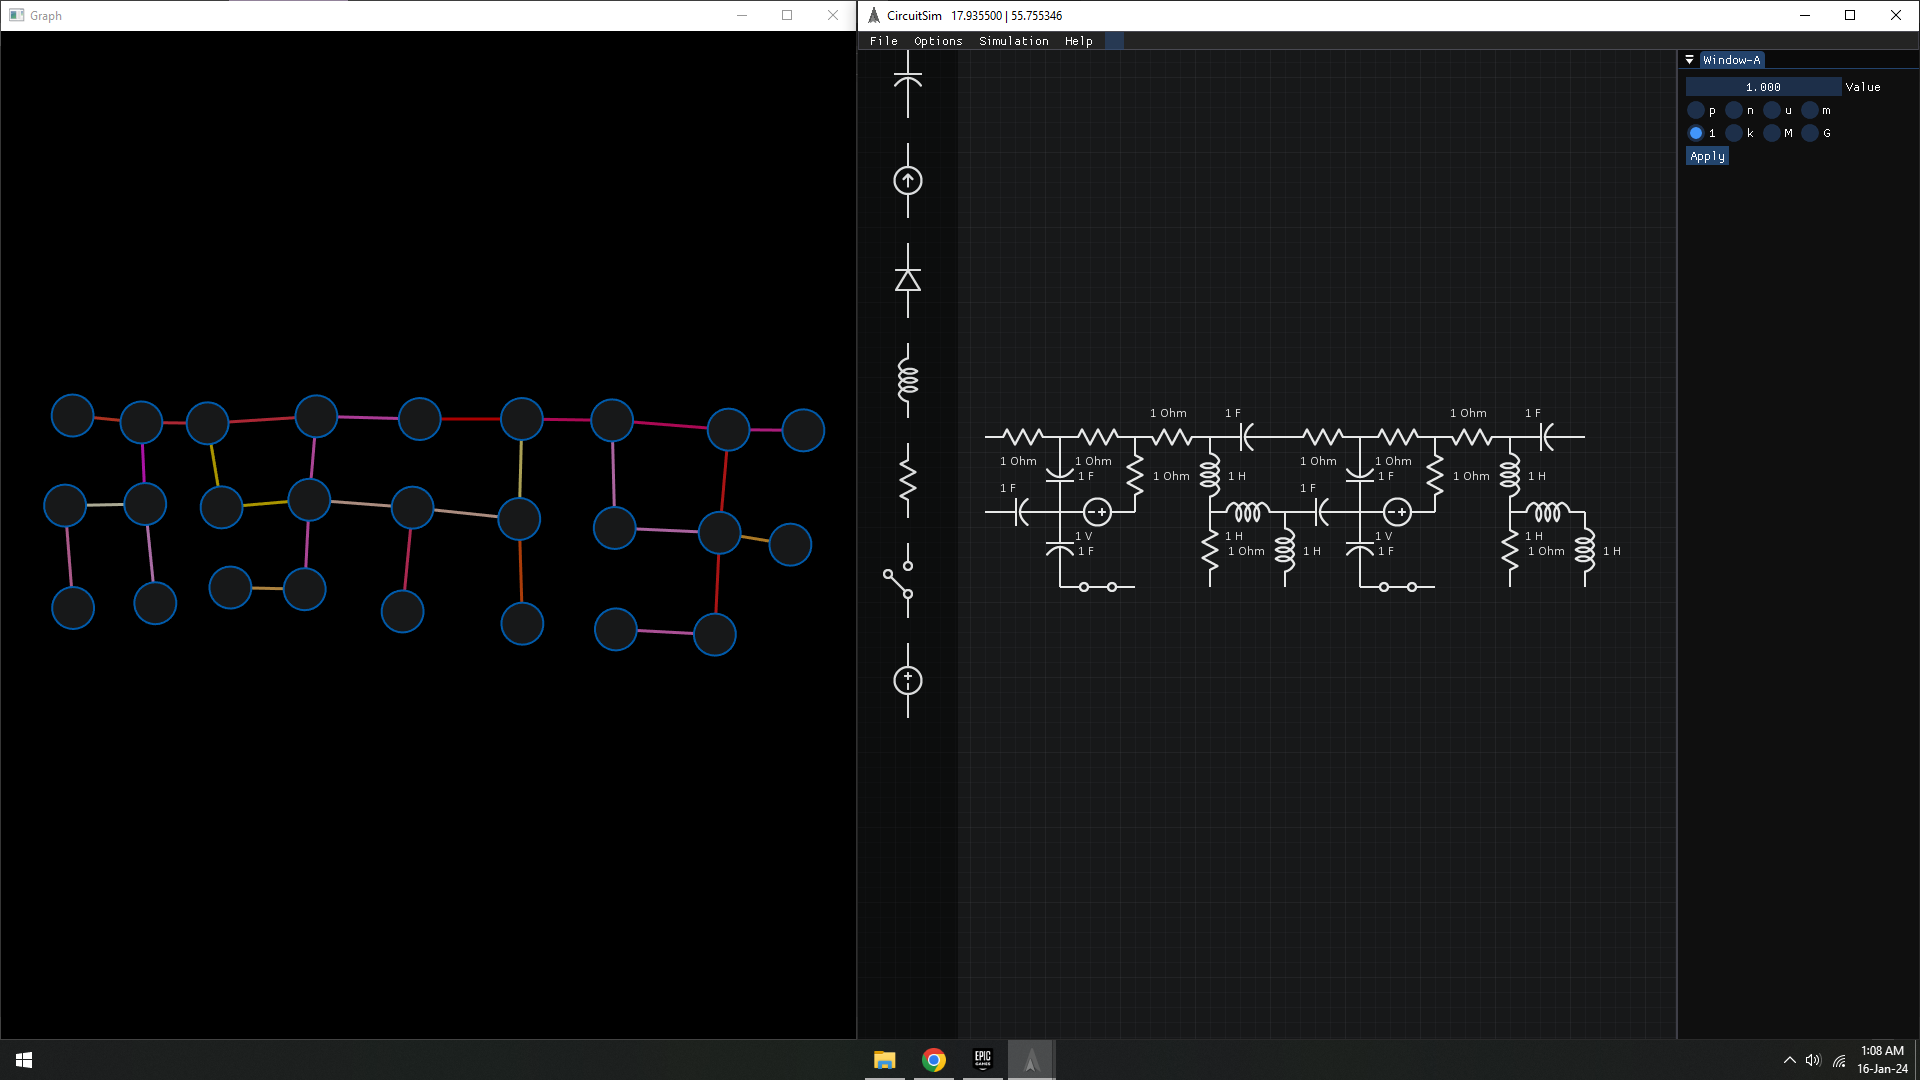 Graph
CircuitSim 17.935500 | 55.755346
File Options Simulation Help
Window-A
1.000 Value
p n u m
1 k M G
Apply
1 Ohm 1 F 1 Ohm 1 F
1 Ohm 1 Ohm 1 Ohm 1 Ohm
1 F 1 Ohm 1 H 1 F 1 Ohm 1 H
1 F 1 F
1 V 1 H 1 V 1 H
1 F 1 Ohm 1 H 1 F 1 Ohm 1 H
EPIC
GAMES
1:08 AM
16-Jan-24